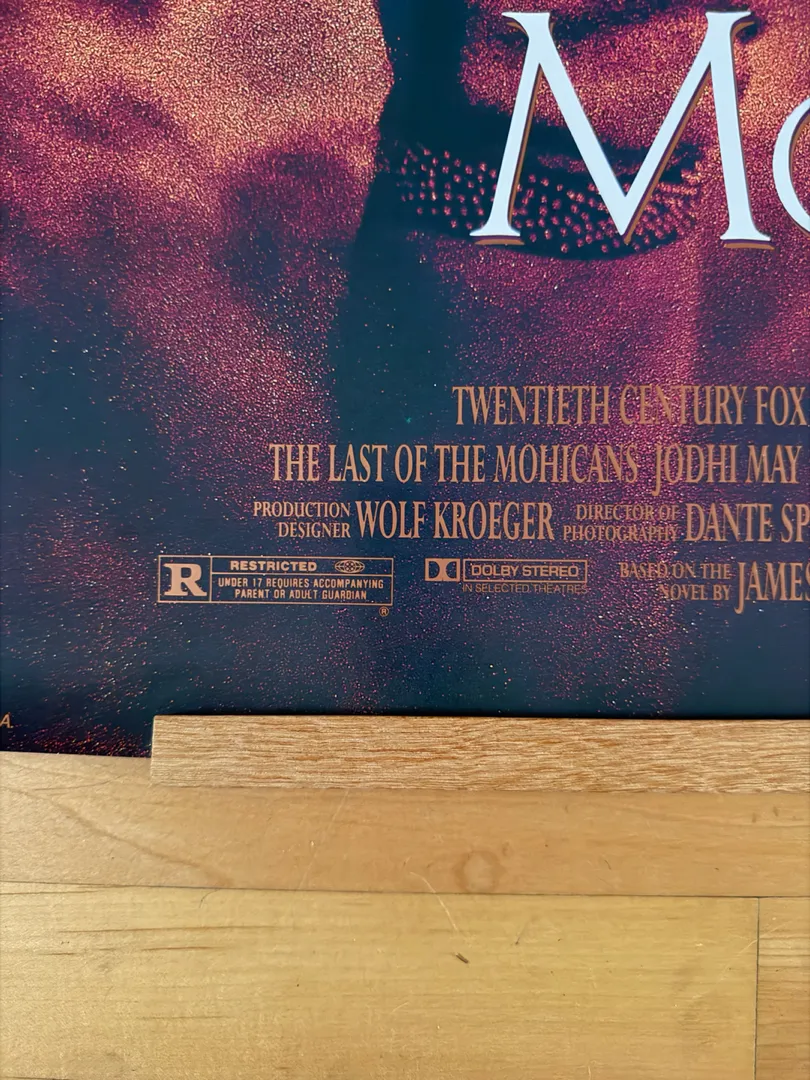 Mo
TWENTIETH CENTURY FOX
THE LAST OF THE MOHICANS JODHI MAY
PRODUCTION DESIGNER WOLF KROEGER DIRECTOR OF PHOTOGRAPHY DANTE SP
R RESTRICTED
UNDER 17 REQUIRES ACCOMPANYING
PARENT OR ADULT GUARDIAN
®
DOLBY STEREO
IN SELECTED THEATRES
BASED ON THE NOVEL BY JAMES
A.